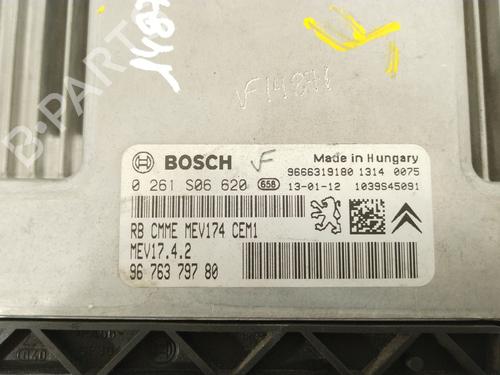 B-PARTS
VF14871
BOSCH VF Made in Hungary
9666319180 1314 0075
0 261 S06 620 658 13-01-12 1039S45091
RB CMME MEV174 CEM1
MEV17.4.2
96 763 797 80